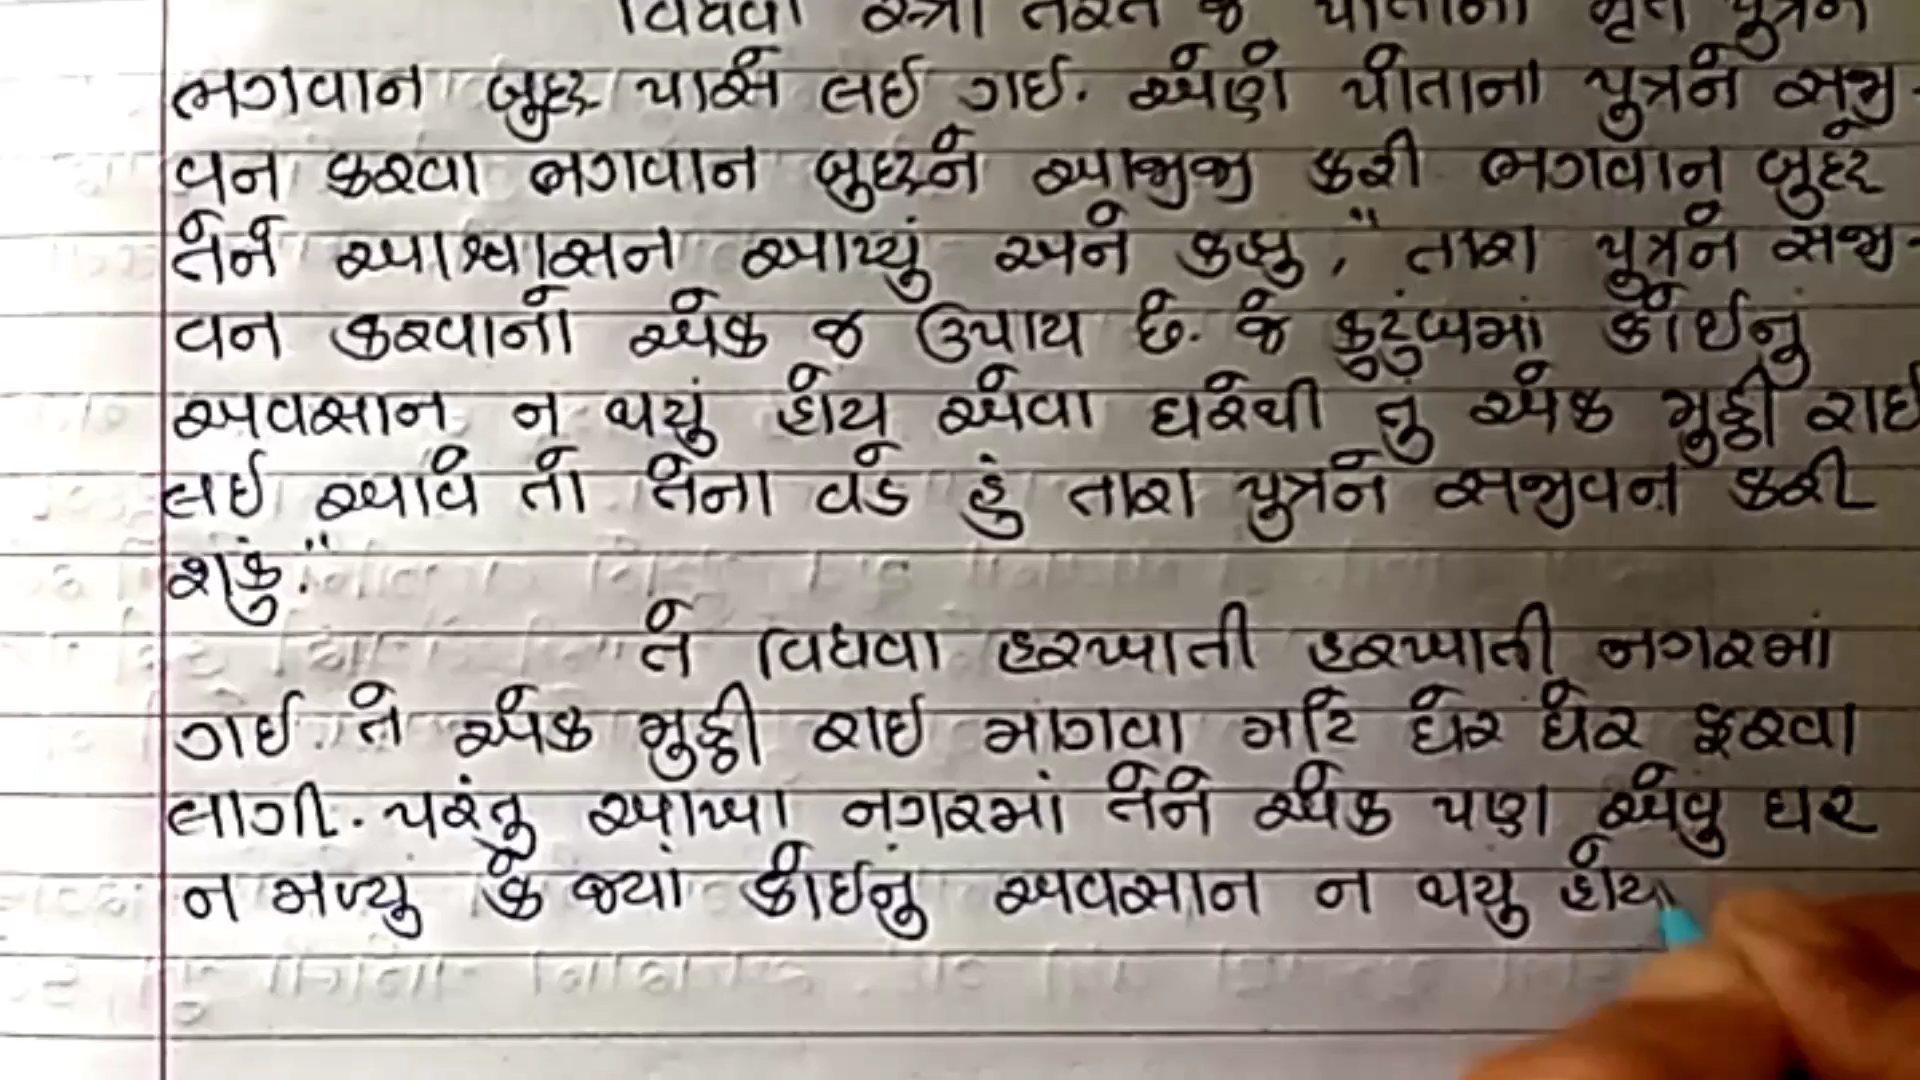 વિધવા સ્ત્રી તરત જ પોતાના મૃત પુત્રને
ભગવાન બુદ્ધ પાસે લઈ ગઈ. એણે પોતાના પુત્રને સજી-
વન કરવા ભગવાન બુદ્ધને આજીજી કરી ભગવાન બુદ્ધે
તેને આશ્વાસન આપ્યું અને કહ્યુ, "તારા પુત્રને સજી-
વન કરવાનો એક જ ઉપાય છે. જે કુટુંબમાં કોઈનું
અવસાન ન થયું હોય એવા ઘરેથી તું એક મુઠ્ઠી રાઈ
લઈ આવે તો તેના વડે હું તારા પુત્રને સજીવન કરી
શકું."
તે વિધવા હરખાતી હરખાતી નગરમાં
ગઈ. તે એક મુઠ્ઠી રાઈ માંગવા માટે ઘેર ઘેર ફરવા
લાગી. પરંતુ આખા નગરમાં તેને એક પણ એવુ ઘર
ન મળ્યુ કે જ્યાં કોઈનું અવસાન ન થયુ હોય